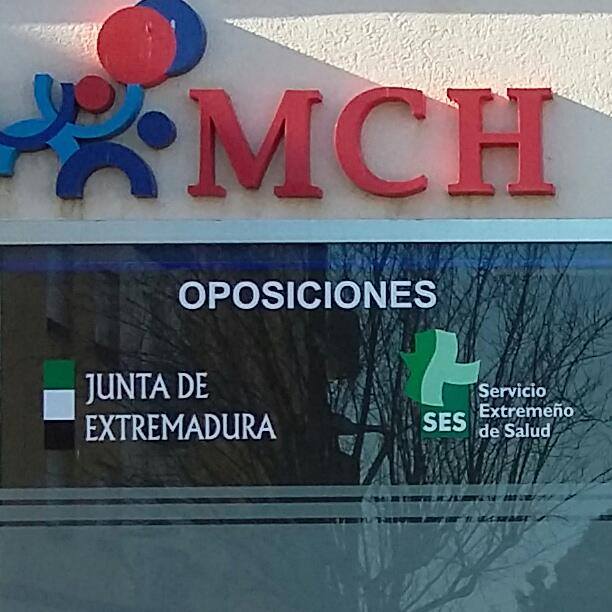 MCH
OPOSICIONES
JUNTA DE
EXTREMADURA
SES
Servicio
Extremeño
de Salud